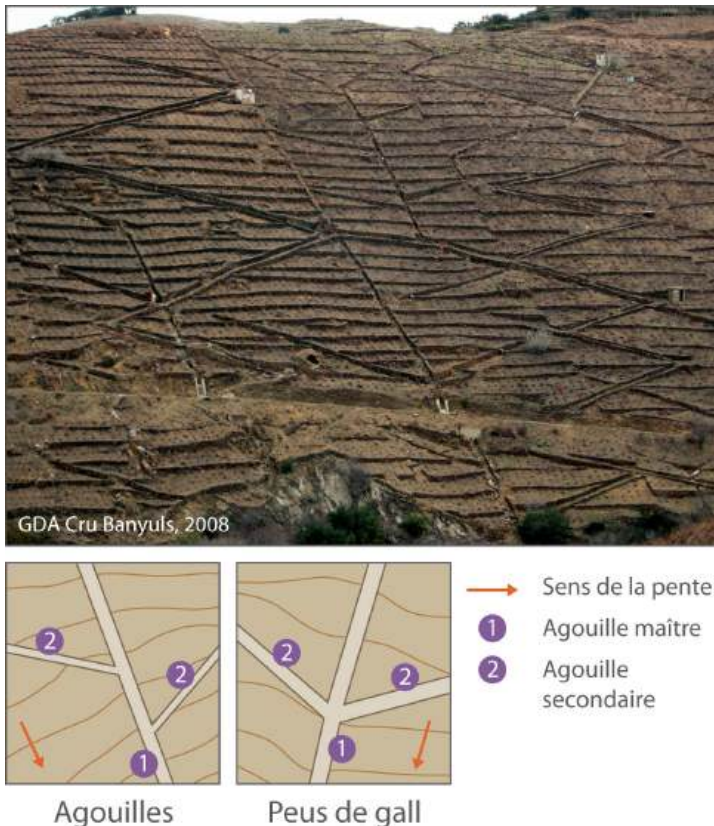 GDA Cru Banyuls, 2008
2
2
1
2
2
1
Sens de la pente
1 Agouille maître
2 Agouille
secondaire
Agouilles
Peus de gall